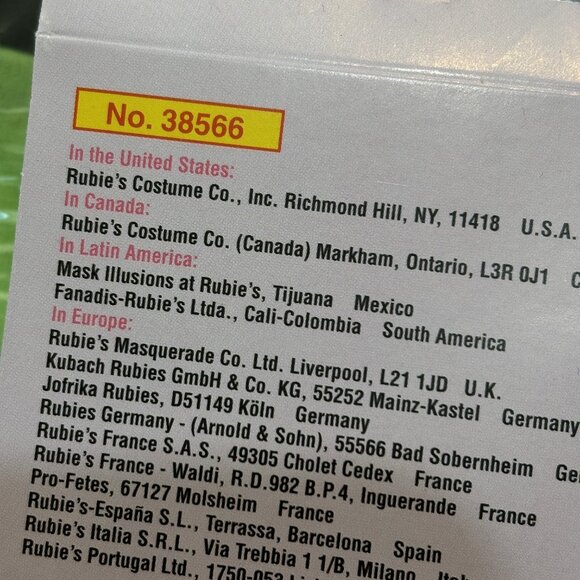 No. 38566
In the United States:
Rubie's Costume Co., Inc. Richmond Hill, NY, 11418 U.S.A.
In Canada:
Rubie's Costume Co. (Canada) Markham, Ontario, L3R 0J1
In Latin America:
Mask Illusions at Rubie's, Tijuana Mexico
Fanadis-Rubie's Ltda., Cali-Colombia South America
In Europe:
Rubie's Masquerade Co. Ltd. Liverpool, L21 1JD U.K.
Kubach Rubies GmbH & Co. KG, 55252 Mainz-Kastel Germany
Jofrika Rubies, D51149 Köln Germany
Rubies Germany - (Arnold & Sohn), 55566 Bad Sobernheim
Rubie's France S.A.S., 49305 Cholet Cedex France
Rubie's France - Waldi, R.D.982 B.P.4, Inguerande France
Pro-Fetes, 67127 Molsheim France
Rubie's-España S.L., Terrassa, Barcelona Spain
Rubie's Italia S.R.L., Via Trebbia 1 1/B, Milano
Rubie's Portugal Ltd., 1750-053